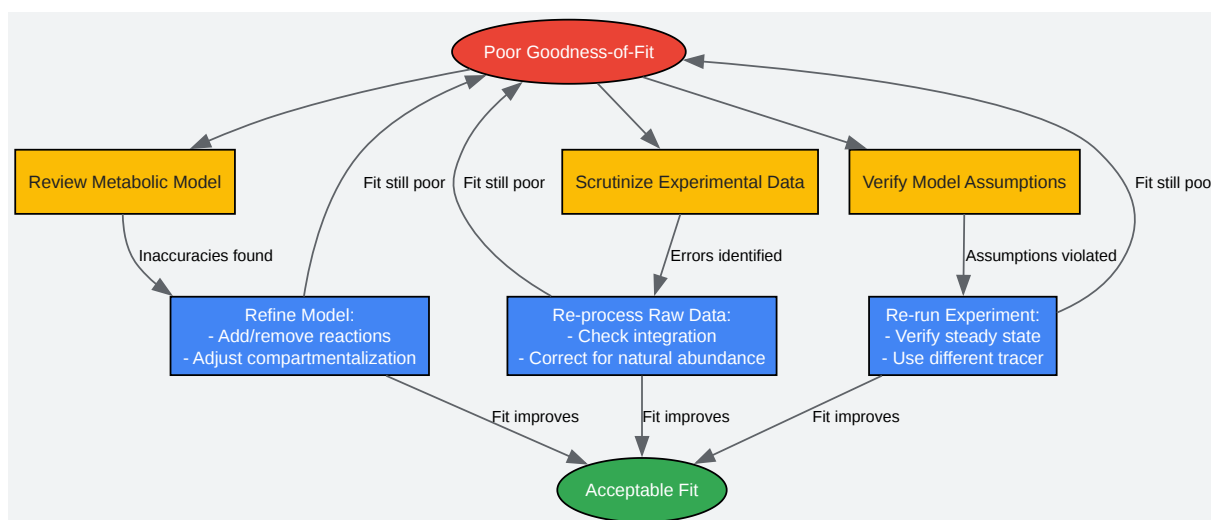 Poor Goodness-of-Fit
Review Metabolic Model
Fit still poor
Fit still poor
Scrutinize Experimental Data
Verify Model Assumptions
Fit still poo
Inaccuracies found
Errors identified
Assumptions violated
Refine Model:
- Add/remove reactions
- Adjust compartmentalization
Re-process Raw Data:
- Check integration
- Correct for natural abundance
Re-run Experiment:
- Verify steady state
- Use different tracer
Fit improves
Fit improves
Fit improves
Acceptable Fit